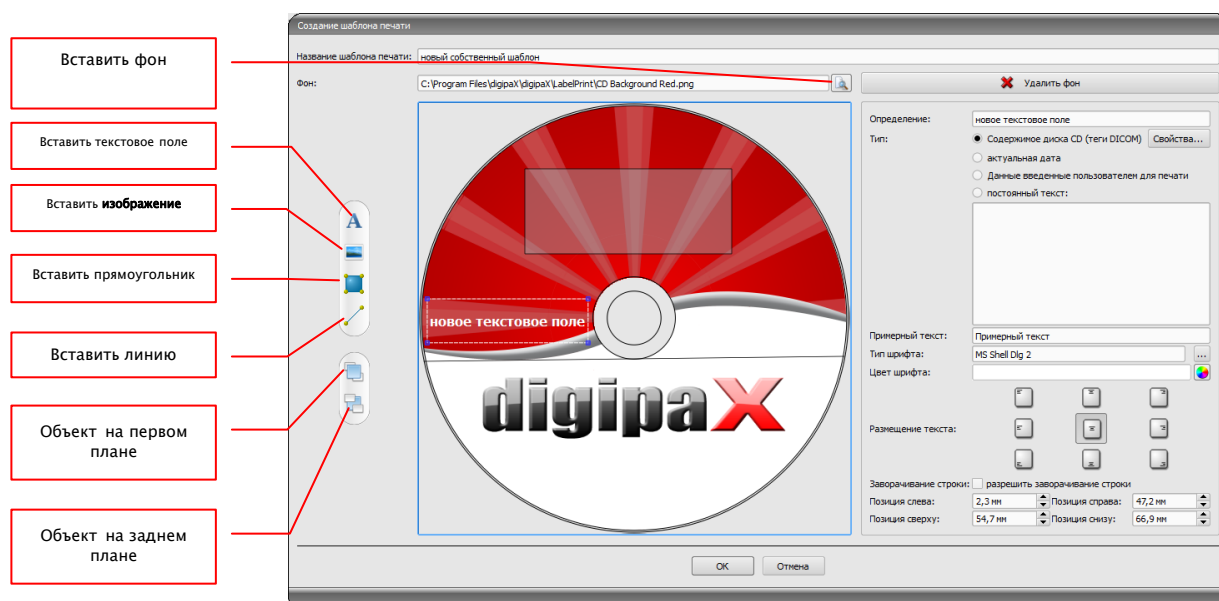 Создание шаблона печати
Вставить фон
Название шаблона печати: новый собственный шаблон
Фон: C:\Program Files\digipaX\digipaX\LabelPrint\CD Background Red.png
Удалить фон
Вставить текстовое поле
Вставить изображение
Вставить прямоугольник
Вставить линию
Объект на первом
плане
Объект на заднем
плане
A
новое текстовое поле
digipaX
Определение: новое текстовое поле
Тип: Содержиное диска CD (теги DICOM) Свойства...
актуальная дата
Данные введенные пользователен для печати
постоянный текст:
Принерный текст: Принерный текст
Тип шрифта: MS Shell Dlg 2 ...
Цвет шрифта:
Размещение текста:
Заворачивание строки: разрешить заворачивание строки
Позиция слева: 2,3 мм Позиция справа: 47,2 мм
Позиция сверху: 54,7 мм Позиция снизу: 66,9 мм
OK Отмена